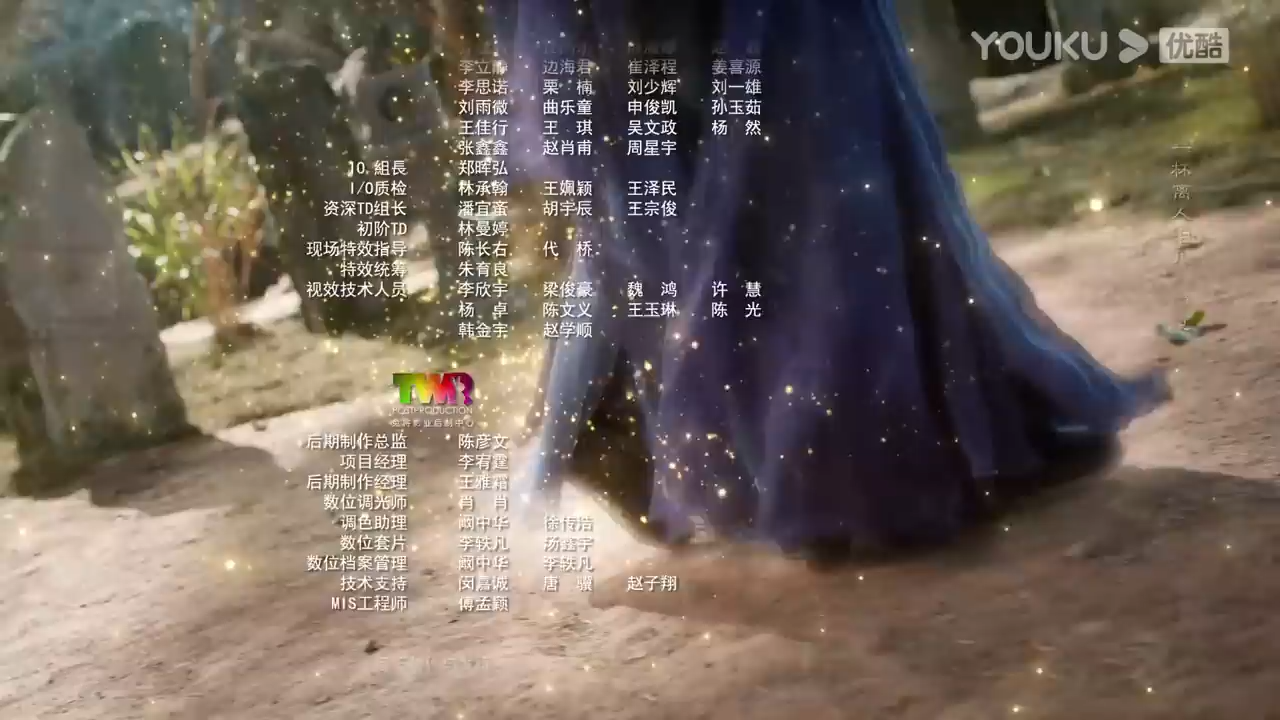 YOUKU 优酷
李立静 边海君 崔泽程 姜喜源
李思诺 栗 楠 刘少辉 刘一雄
刘雨微 曲乐童 申俊凯 孙玉茹
王佳行 王 琪 吴文政 杨 然
张鑫鑫 赵肖甫 周星宇
IO.組長 郑晖弘
I/O质检 林承翰 王姵颖 王泽民
资深TD组长 潘宜蓥 胡宇辰 王宗俊
初阶TD 林曼婷
现场特效指导 陈长右 代 桥
特效统筹 朱育良
视效技术人员 李欣宇 梁俊豪 魏 鸿 许 慧
杨 卓 陈文义 王玉琳 陈 光
韩金宇 赵学顺
TWR
POSTPRODUCTION
后期制作总监 陈彦文
项目经理 李宥霆
后期制作经理 王雅霜
数位调光师 肖 肖
调色助理 阚中华 徐传浩
数位套片 李轶凡 汤鑫宇
数位档案管理 阚中华 李轶凡
技术支持 闵嘉诚 唐 骥 赵子翔
MIS工程师 傅孟颖
一杯离人